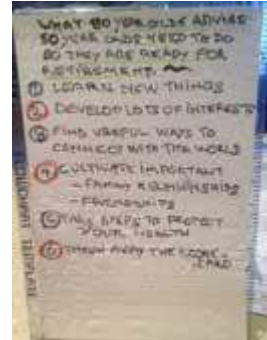 WHAT 80 YEAR OLDS ADVISE
50 YEAR OLDS NEED TO DO
SO THEY ARE READY FOR
RETIREMENT ~
① LEARN NEW THINGS
② DEVELOP LOTS OF INTERESTS
③ FIND USEFUL WAYS TO
CONNECT WITH THE WORLD
④ CULTIVATE IMPORTANT
- FAMILY RELATIONSHIPS
- FRIENDSHIPS
⑤ TAKE STEPS TO PROTECT
YOUR HEALTH
⑥ THROW AWAY THE SCORE-
CARD